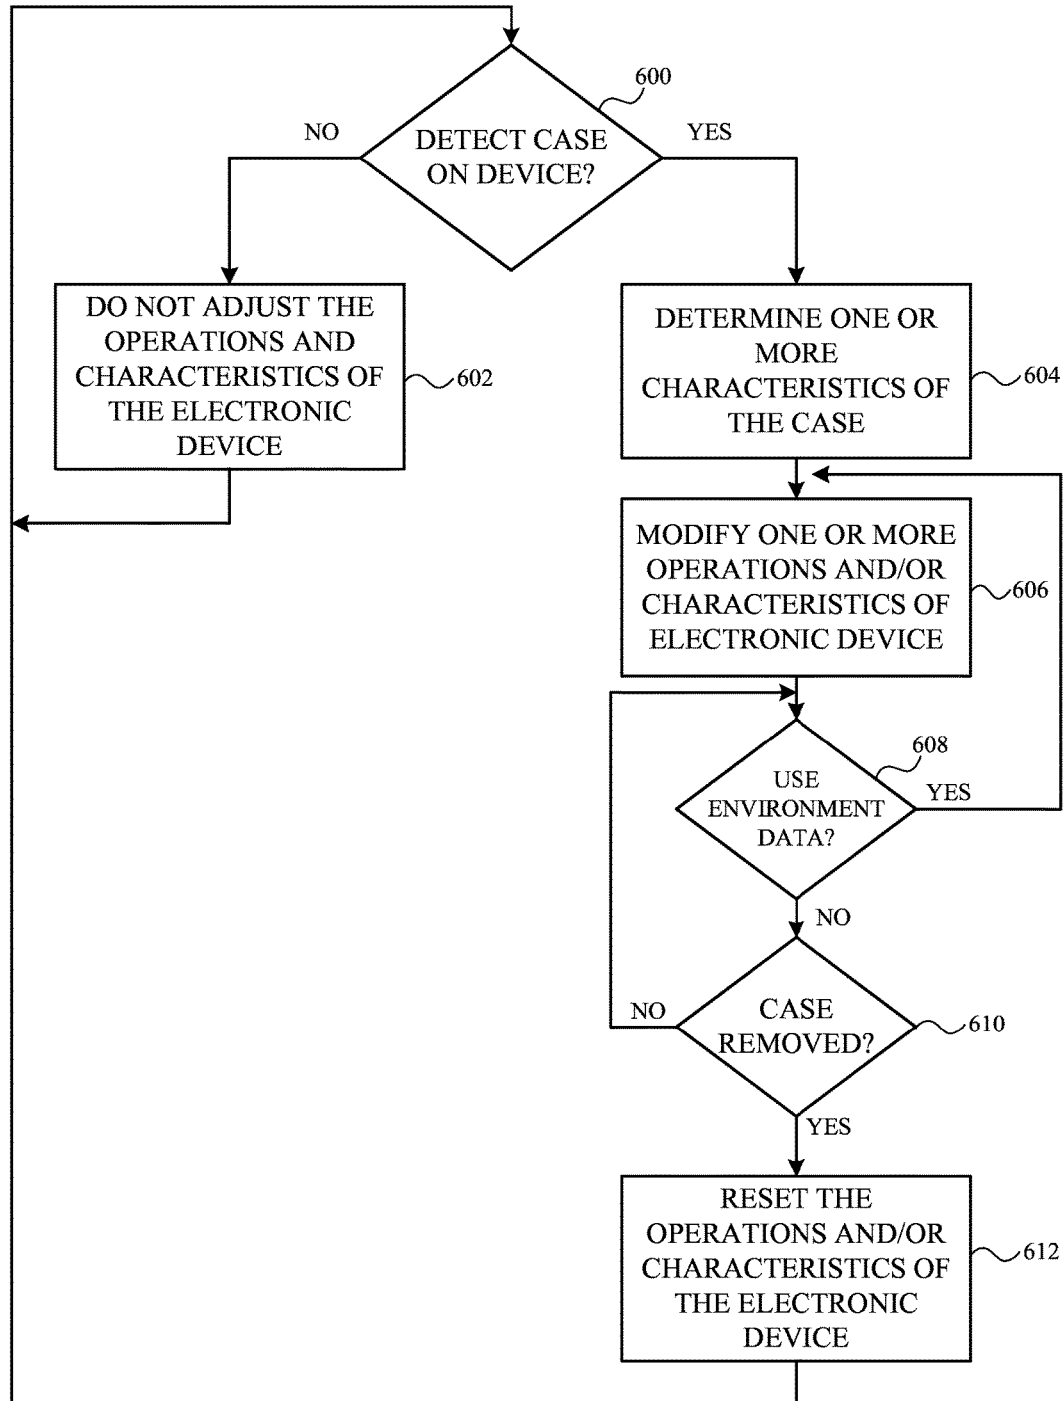 600
NO
YES
DETECT CASE
ON DEVICE?
DO NOT ADJUST THE
OPERATIONS AND
CHARACTERISTICS OF
THE ELECTRONIC
DEVICE
602
DETERMINE ONE OR
MORE
CHARACTERISTICS OF
THE CASE
604
MODIFY ONE OR MORE
OPERATIONS AND/OR
CHARACTERISTICS OF
ELECTRONIC DEVICE
606
608
USE
ENVIRONMENT
DATA?
YES
NO
NO
CASE
REMOVED?
610
YES
RESET THE
OPERATIONS AND/OR
CHARACTERISTICS OF
THE ELECTRONIC
DEVICE
612